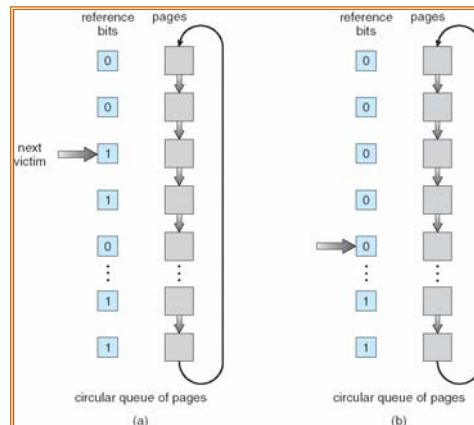 reference
bits
pages
0
0
next
victim
1
1
0
1
1
circular queue of pages
(a)
reference
bits
pages
0
0
0
0
0
1
1
circular queue of pages
(b)